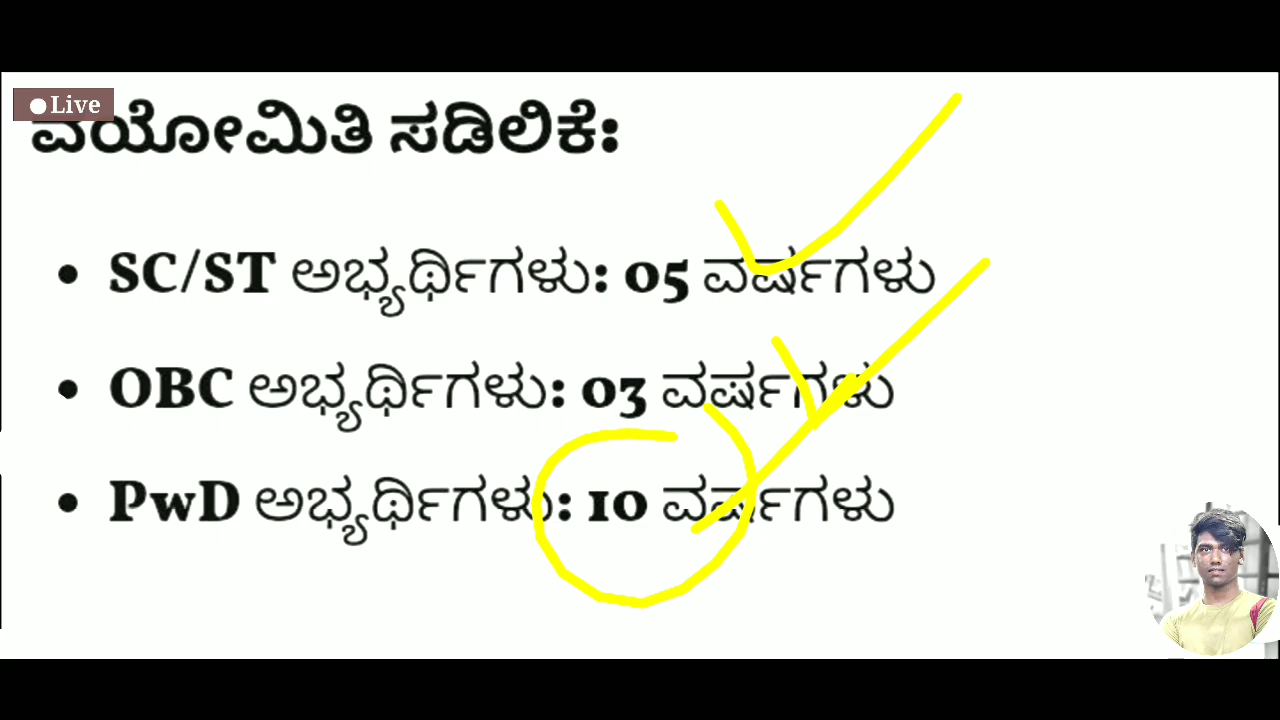 Live
ವಯೋಮಿತಿ ಸಡಿಲಿಕೆ:
• SC/ST ಅಭ್ಯರ್ಥಿಗಳು: 05 ವರ್ಷಗಳು
• OBC ಅಭ್ಯರ್ಥಿಗಳು: 03 ವರ್ಷಗಳು
• PwD ಅಭ್ಯರ್ಥಿಗಳು: 10 ವರ್ಷಗಳು